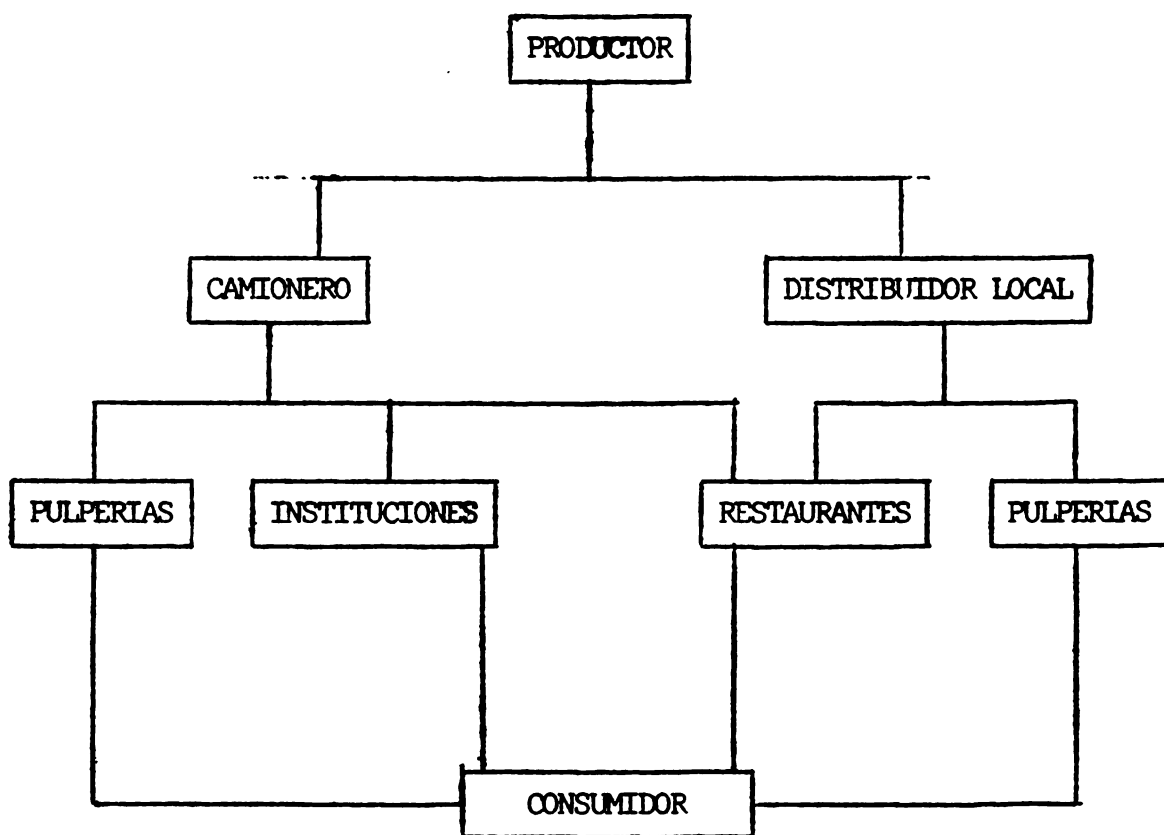 PRODUCTOR
CAMIONERO
DISTRIBUIDOR LOCAL
PULPERIAS
INSTITUCIONES
RESTAURANTES
PULPERIAS
CONSUMIDOR